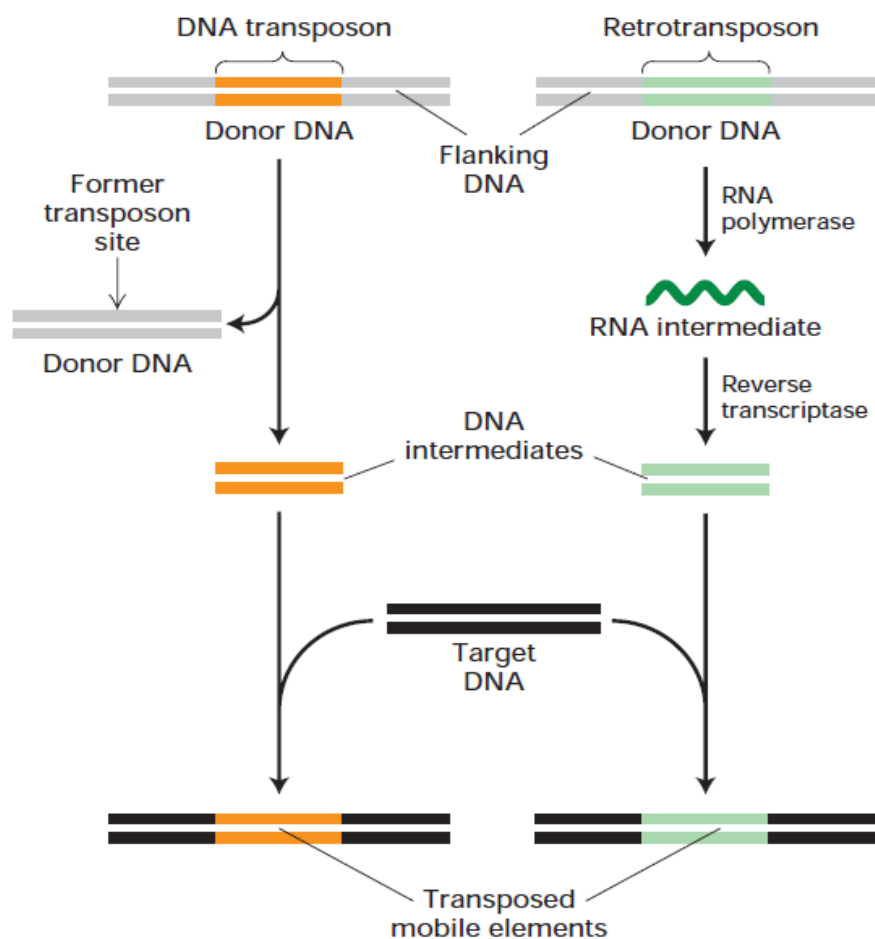 DNA transposon
Retrotransposon
Donor DNA
Flanking
DNA
Donor DNA
Former
transposon
site
RNA
polymerase
Donor DNA
RNA intermediate
Reverse
transcriptase
DNA
intermediates
Target
DNA
Transposed
mobile elements